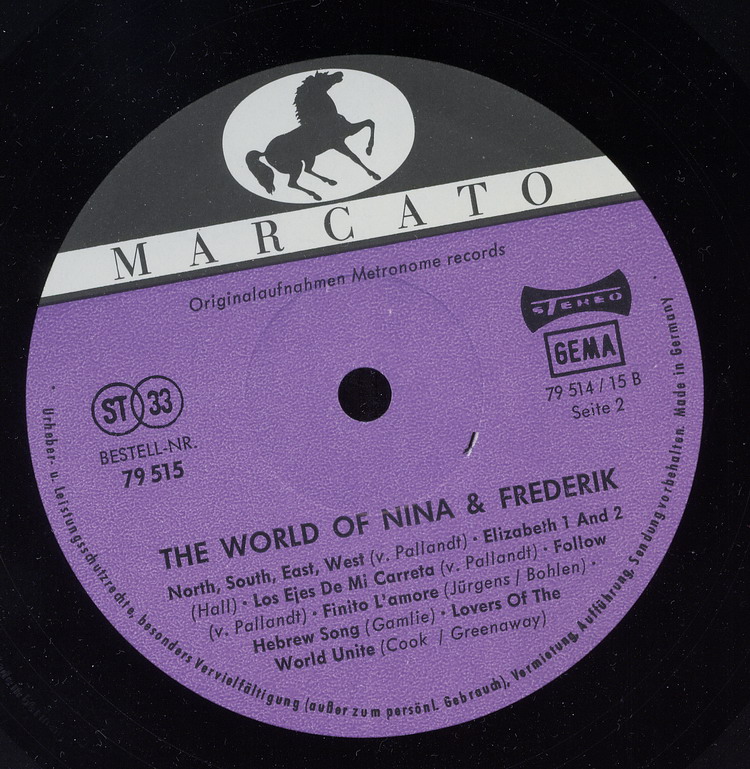 MARCATO
Originalaufnahmen Metronome records
STEREO
GEMA
79 514 / 15 B
Seite 2
ST 33
BESTELL-NR.
79 515
THE WORLD OF NINA & FREDERIK
North, South, East, West (v. Pallandt) · Elizabeth 1 And 2
(Hall) · Los Ejes De Mi Carreta (v. Pallandt) · Follow
(v. Pallandt) · Finito L'amore (Jürgens / Bohlen) ·
Hebrew Song (Gamlie) · Lovers Of The
World Unite (Cook / Greenaway)
Urheber- u. Leistungsschutzrechte, besonders Vervielfältigung (außer zum persönl. Gebrauch), Vermietung, Aufführung, Sendung vorbehalten. Made in Germany